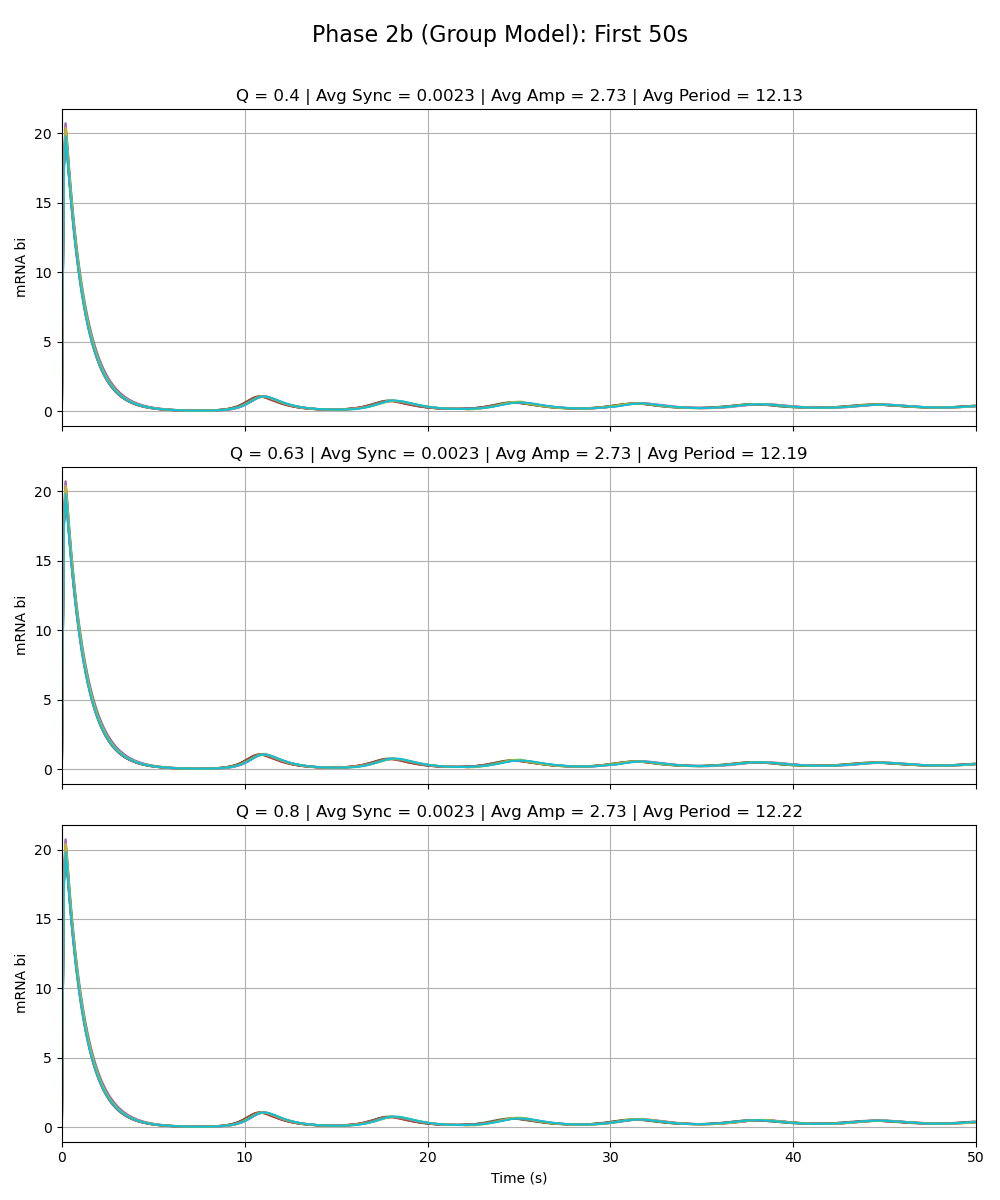 Phase 2b (Group Model): First 50s
Q = 0.4 | Avg Sync = 0.0023 | Avg Amp = 2.73 | Avg Period = 12.13
20
15
10
5
0
mRNA bi
Q = 0.63 | Avg Sync = 0.0023 | Avg Amp = 2.73 | Avg Period = 12.19
20
15
10
5
0
mRNA bi
Q = 0.8 | Avg Sync = 0.0023 | Avg Amp = 2.73 | Avg Period = 12.22
20
15
10
5
0
mRNA bi
0 10 20 30 40 50
Time (s)